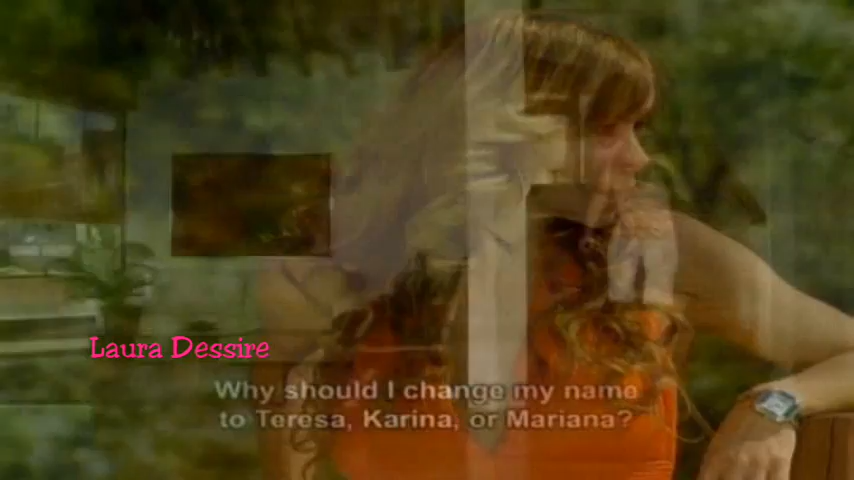 Laura Dessire
Why should I change my name
to Teresa, Karina, or Mariana?